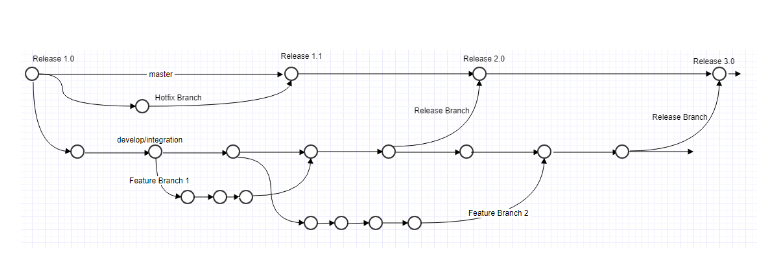 Release 1.0
Release 1.1
Release 2.0
Release 3.0
master
Hotfix Branch
Release Branch
Release Branch
develop/integration
Feature Branch 1
Feature Branch 2